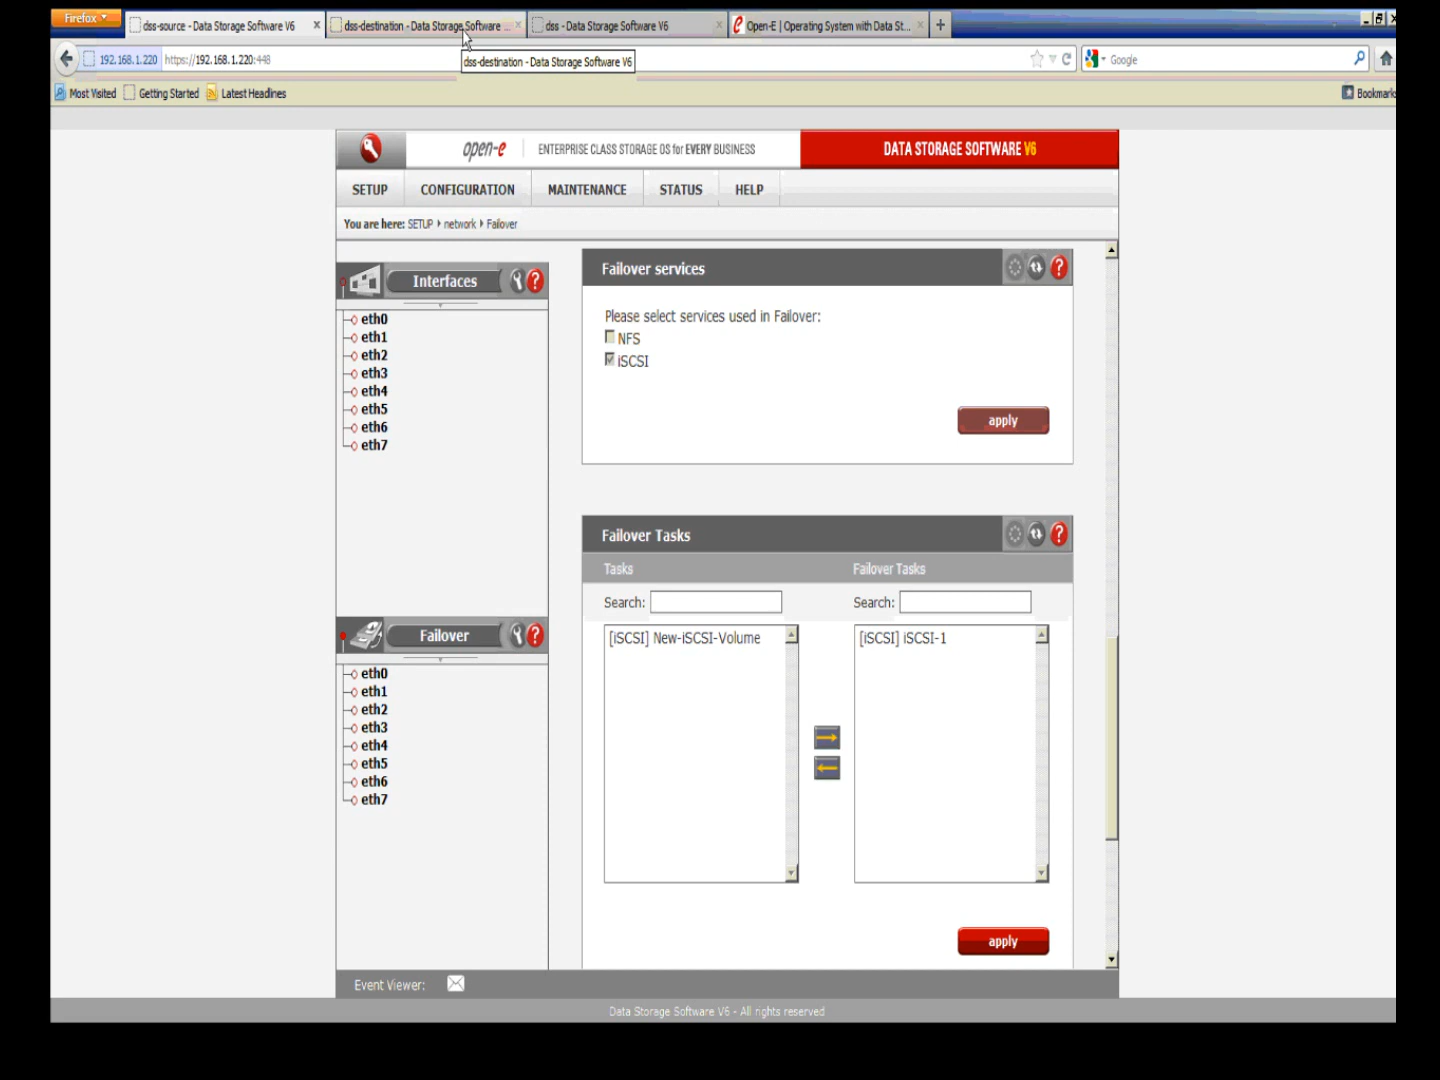 Firefox
dss-source - Data Storage Software V6
dss-destination - Data Storage Software ...
dss - Data Storage Software V6
Open-E | Operating System with Data St...
192.168.1.220 https://192.168.1.220:448
dss-destination - Data Storage Software V6
Google
Most Visited
Getting Started
Latest Headlines
Bookmark
open-e
ENTERPRISE CLASS STORAGE OS for EVERY BUSINESS
DATA STORAGE SOFTWARE V6
SETUP
CONFIGURATION
MAINTENANCE
STATUS
HELP
You are here: SETUP network Failover
Interfaces
eth0
eth1
eth2
eth3
eth4
eth5
eth6
eth7
Failover
eth0
eth1
eth2
eth3
eth4
eth5
eth6
eth7
Failover services
Please select services used in Failover:
NFS
iSCSI
apply
Failover Tasks
Tasks
Failover Tasks
Search:
Search:
[iSCSI] New-iSCSI-Volume
[iSCSI] iSCSI-1
apply
Event Viewer:
Data Storage Software V6 - All rights reserved